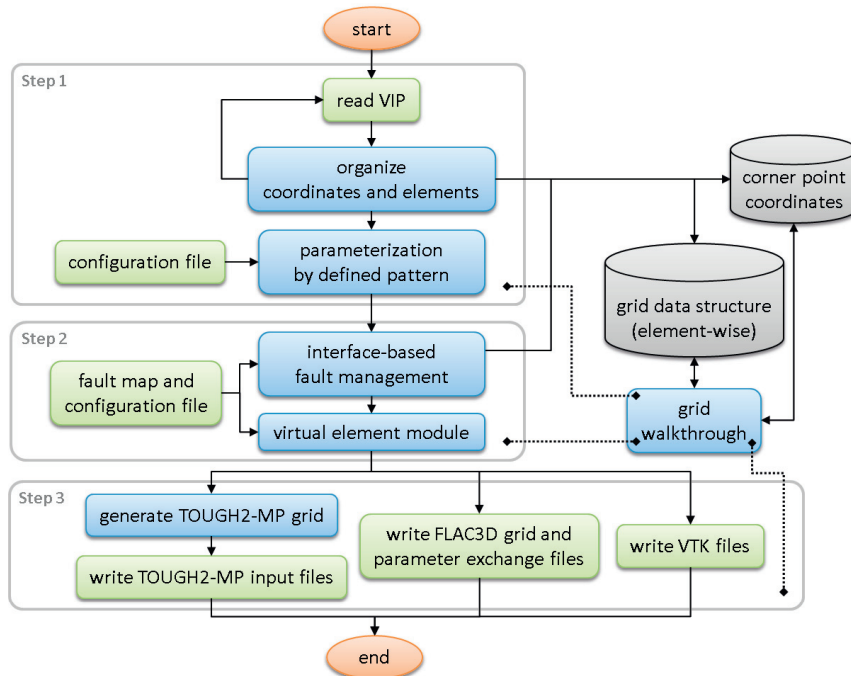 start
Step 1
read VIP
organize
coordinates and elements
corner point
coordinates
configuration file
parameterization
by defined pattern
grid data structure
(element-wise)
Step 2
interface-based
fault management
fault map and
configuration file
virtual element module
grid
walkthrough
Step 3
generate TOUGH2-MP grid
write FLAC3D grid and
parameter exchange files
write VTK files
write TOUGH2-MP input files
end